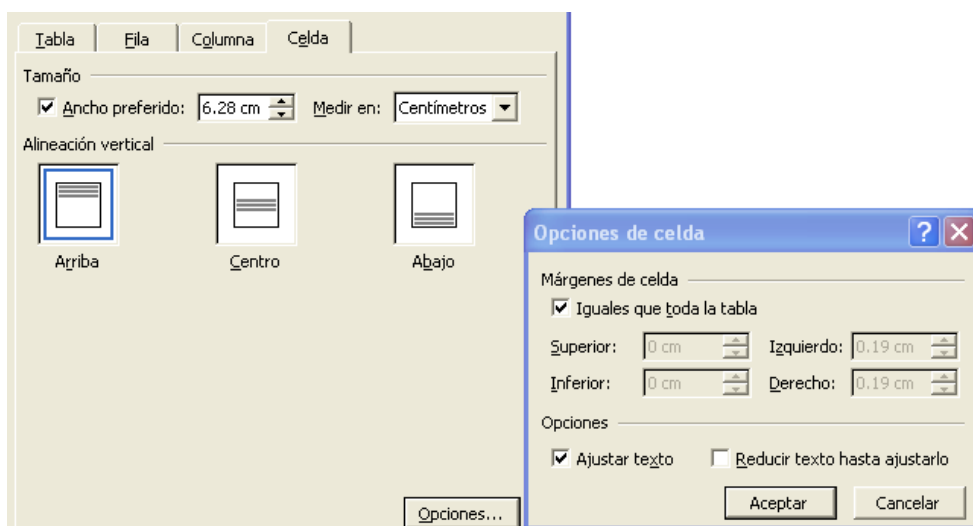 Tabla Fila Columna Celda
Tamaño
Ancho preferido: 6.28 cm Medir en: Centímetros
Alineación vertical
Arriba Centro Abajo
Opciones...
Opciones de celda
Márgenes de celda
Iguales que toda la tabla
Superior: 0 cm Izquierdo: 0.19 cm
Inferior: 0 cm Derecho: 0.19 cm
Opciones
Ajustar texto Reducir texto hasta ajustarlo
Aceptar Cancelar